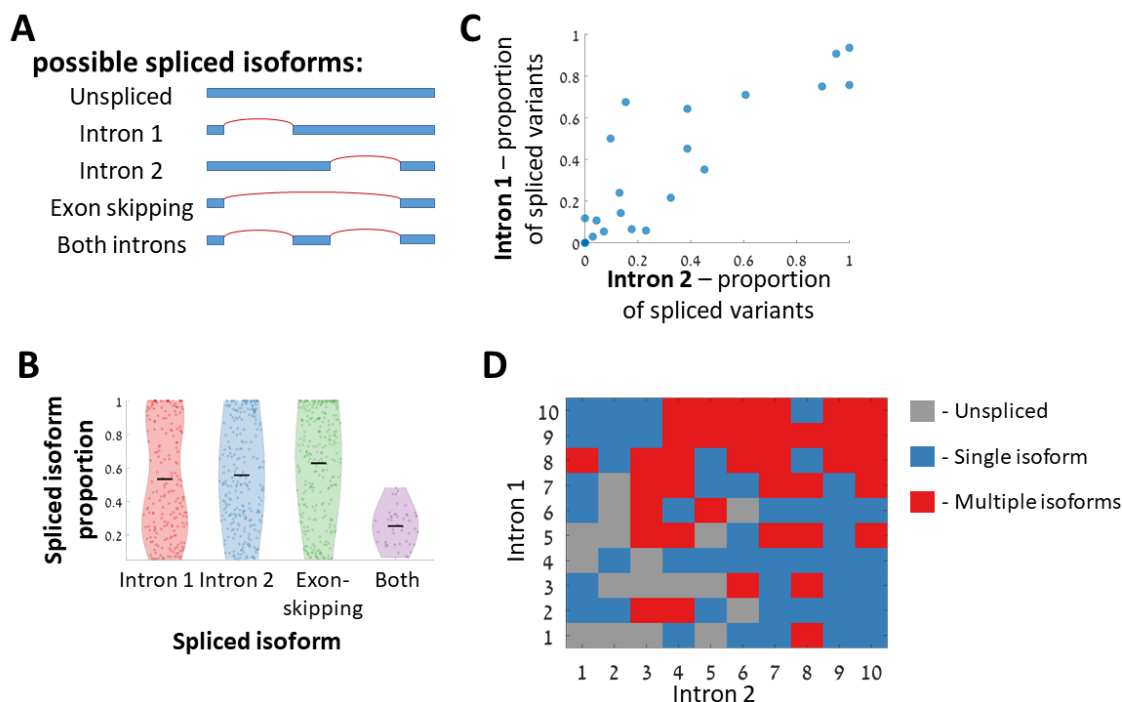 A
possible spliced isoforms:
Unspliced
Intron 1
Intron 2
Exon skipping
Both introns
B
Spliced isoform
proportion
1
0.8
0.6
0.4
0.2
Intron 1
Intron 2
Exon-
skipping
Both
Spliced isoform
C
Intron 1 – proportion
of spliced variants
1
0.8
0.6
0.4
0.2
0
0
0.2
0.4
0.6
0.8
1
Intron 2 – proportion
of spliced variants
D
Intron 1
10
9
8
7
6
5
4
3
2
1
1 2 3 4 5 6 7 8 9 10
Intron 2
- Unspliced
- Single isoform
- Multiple isoforms